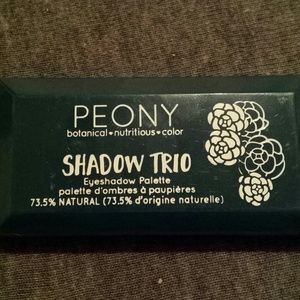 PEONY
botanical•nutritious•color
SHADOW TRIO
Eyeshadow Palette
palette d'ombres à paupières
73.5% NATURAL (73.5% d'origine naturelle)